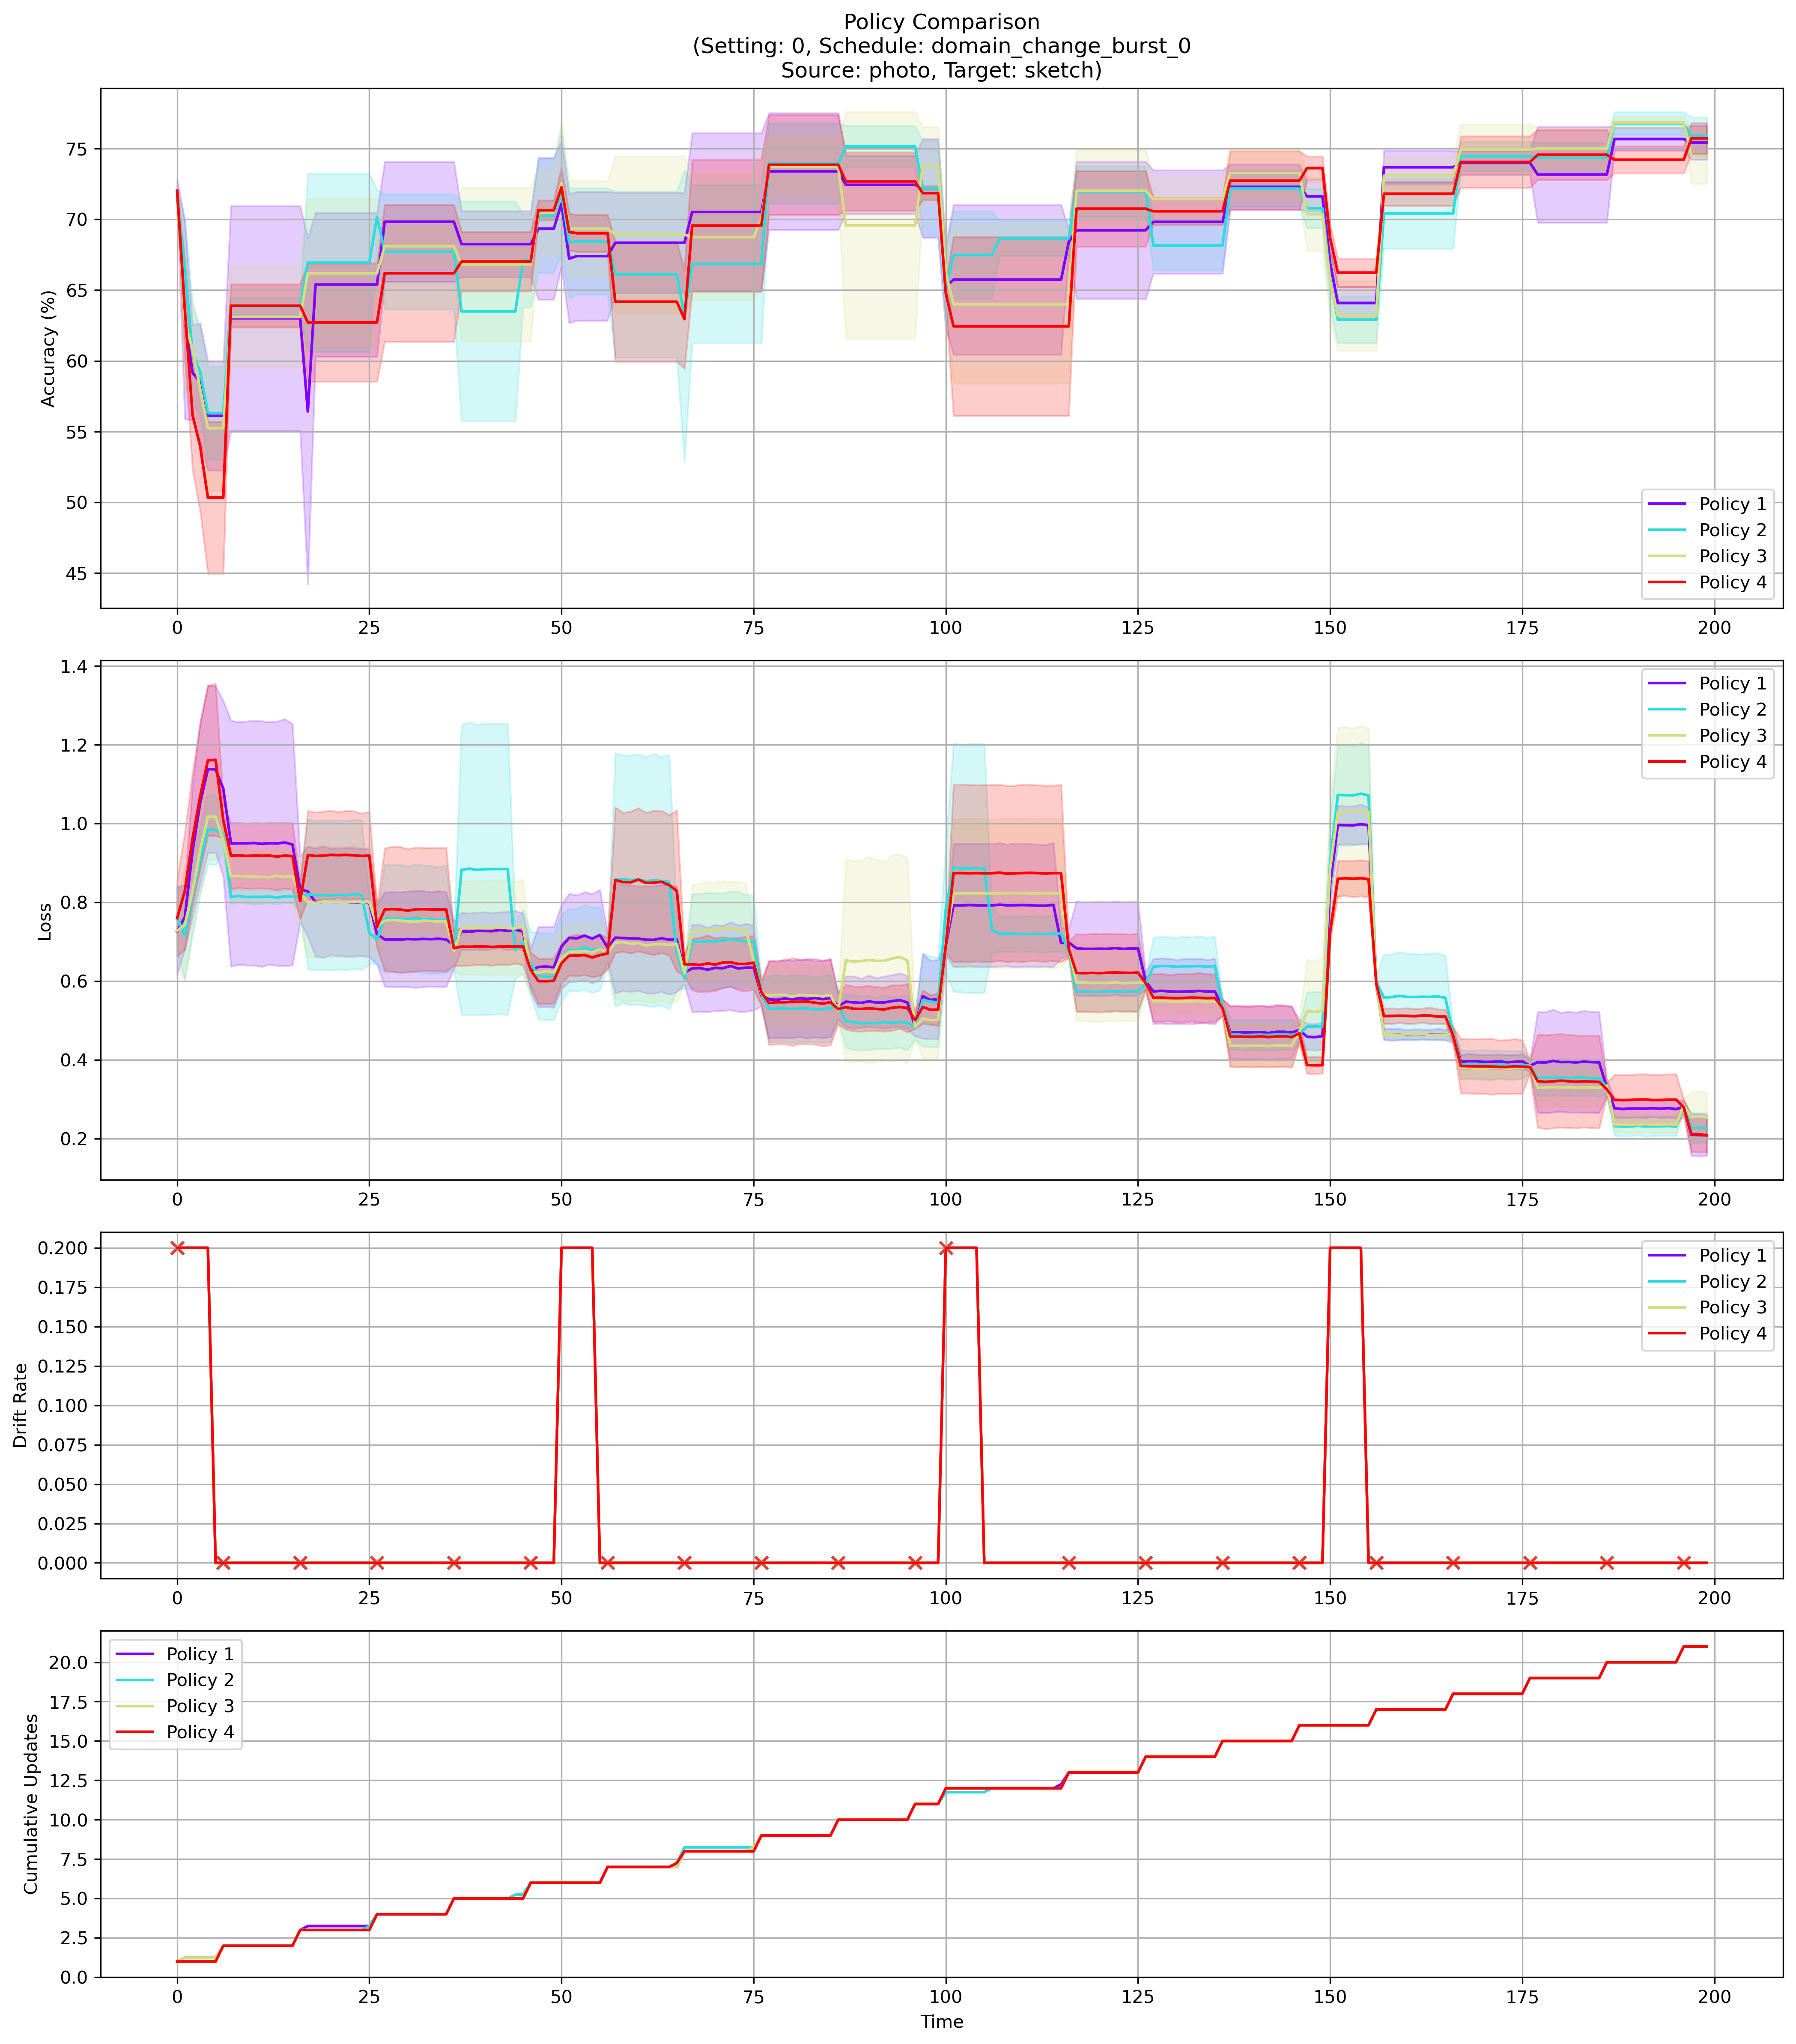 Policy Comparison
(Setting: 0, Schedule: domain_change_burst_0
Source: photo, Target: sketch)
Accuracy (%)
75
70
65
60
55
50
45
Policy 1
Policy 2
Policy 3
Policy 4
0 25 50 75 100 125 150 175 200
Loss
1.4
1.2
1.0
0.8
0.6
0.4
0.2
Policy 1
Policy 2
Policy 3
Policy 4
0 25 50 75 100 125 150 175 200
Drift Rate
0.200
0.175
0.150
0.125
0.100
0.075
0.050
0.025
0.000
Policy 1
Policy 2
Policy 3
Policy 4
0 25 50 75 100 125 150 175 200
Cumulative Updates
20.0
17.5
15.0
12.5
10.0
7.5
5.0
2.5
0.0
Policy 1
Policy 2
Policy 3
Policy 4
0 25 50 75 100 125 150 175 200
Time